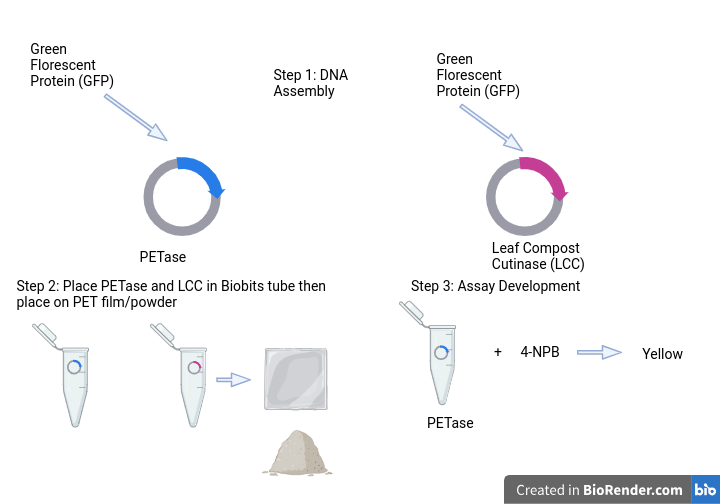 Green
Florescent
Protein (GFP)
Step 1: DNA
Assembly
Green
Florescent
Protein (GFP)
PETase
Leaf Compost
Cutinase (LCC)
Step 2: Place PETase and LCC in Biobits tube then
place on PET film/powder
Step 3: Assay Development
+ 4-NPB
Yellow
PETase
Created in BioRender.com bio